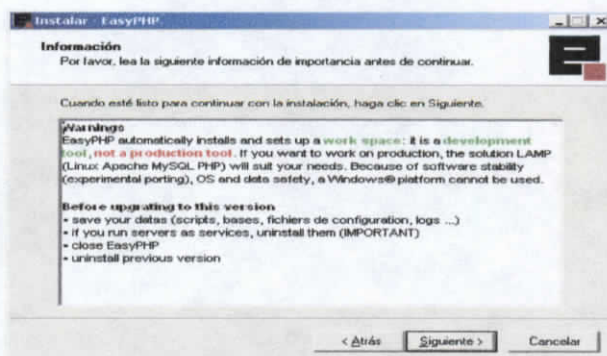 Instalar - EasyPHP
Información
Por favor, lea la siguiente información de importancia antes de continuar.
Cuando esté listo para continuar con la instalación, haga clic en Siguiente.
Warnings
EasyPHP automatically installs and sets up a work space: it is a development
tool, not a production tool. If you want to work on production, the solution LAMP
(Linux Apache MySQL PHP) will suit your needs. Because of software stability
(experimental porting), OS and data safety, a Windows® platform cannot be used.
Before upgrating to this version
- save your datas (scripts, bases, fichiers de configuration, logs ...)
- if you run servers as services, uninstall them (IMPORTANT)
- close EasyPHP
- uninstall previous version
< Atrás Siguiente > Cancelar